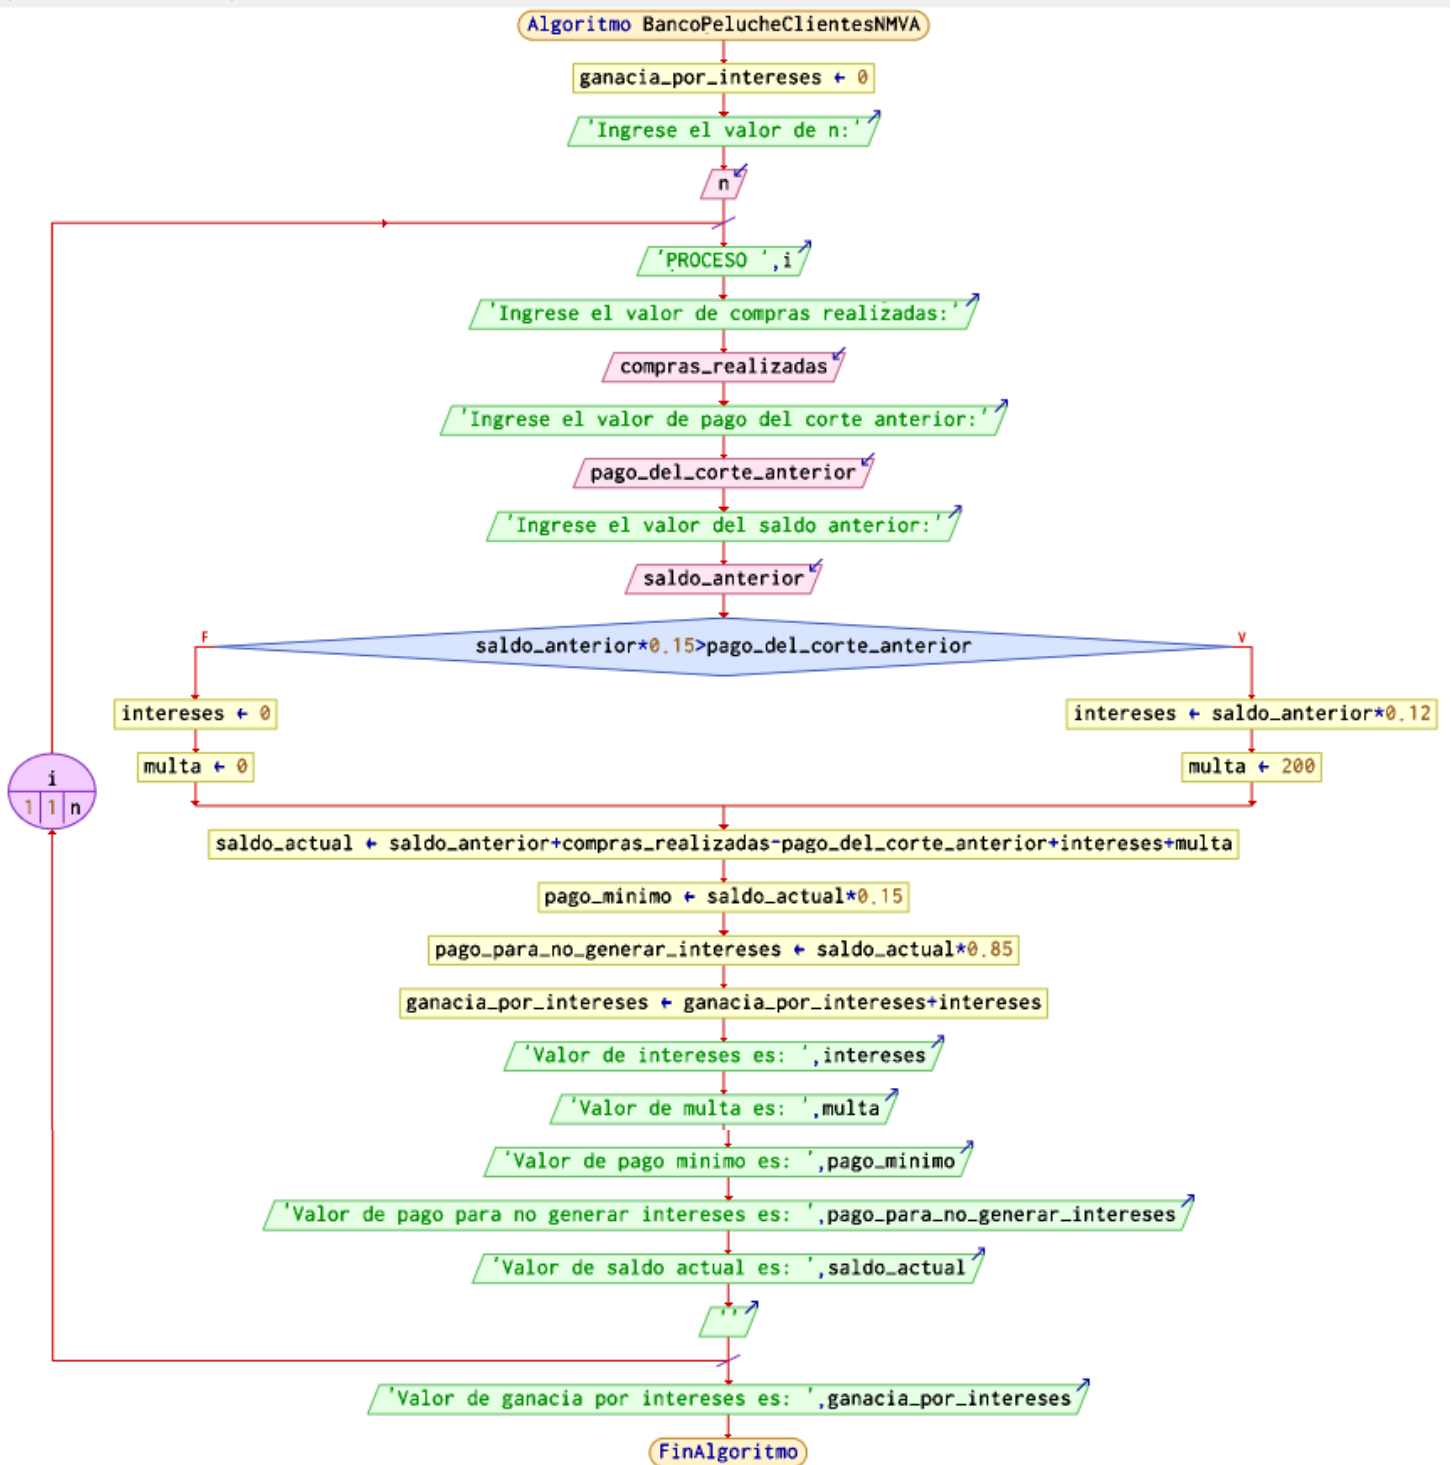 Algoritmo BancoPelucheClientesNMVA
ganacia_por_intereses ← 0
'Ingrese el valor de n:'
n
'PROCESO ',i
'Ingrese el valor de compras realizadas:'
compras_realizadas
'Ingrese el valor de pago del corte anterior:'
pago_del_corte_anterior
'Ingrese el valor del saldo anterior:'
saldo_anterior
F
saldo_anterior*0.15>pago_del_corte_anterior
V
intereses ← 0
intereses ← saldo_anterior*0.12
multa ← 0
multa ← 200
i
1 1 n
saldo_actual ← saldo_anterior+compras_realizadas-pago_del_corte_anterior+intereses+multa
pago_minimo ← saldo_actual*0.15
pago_para_no_generar_intereses ← saldo_actual*0.85
ganacia_por_intereses ← ganacia_por_intereses+intereses
'Valor de intereses es: ',intereses
'Valor de multa es: ',multa
'Valor de pago minimo es: ',pago_minimo
'Valor de pago para no generar intereses es: ',pago_para_no_generar_intereses
'Valor de saldo actual es: ',saldo_actual
''
'Valor de ganacia por intereses es: ',ganacia_por_intereses
FinAlgoritmo